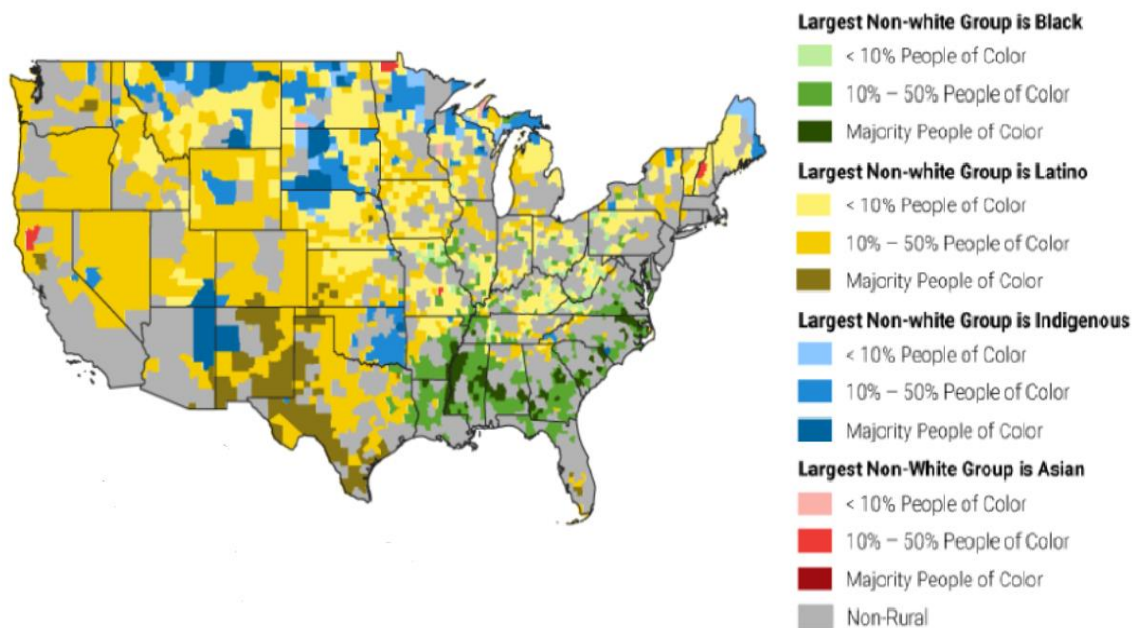 Largest Non-white Group is Black
< 10% People of Color
10% – 50% People of Color
Majority People of Color
Largest Non-white Group is Latino
< 10% People of Color
10% – 50% People of Color
Majority People of Color
Largest Non-white Group is Indigenous
< 10% People of Color
10% – 50% People of Color
Majority People of Color
Largest Non-White Group is Asian
< 10% People of Color
10% – 50% People of Color
Majority People of Color
Non-Rural